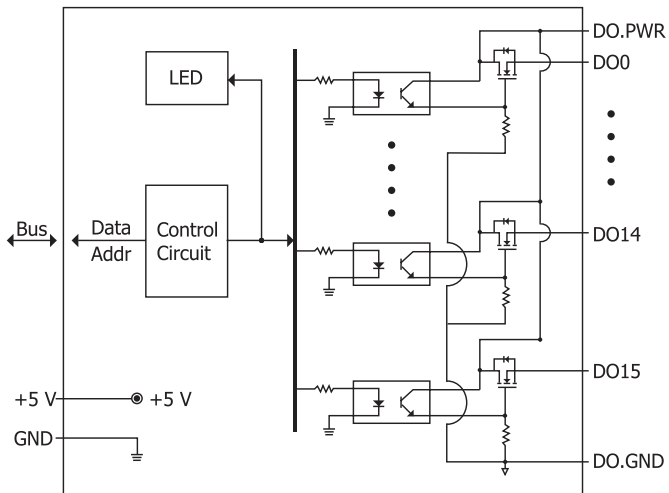 DO.PWR
LED
DO0
Bus
Data
Addr
Control
Circuit
DO14
DO15
+5 V
+5 V
GND
DO.GND